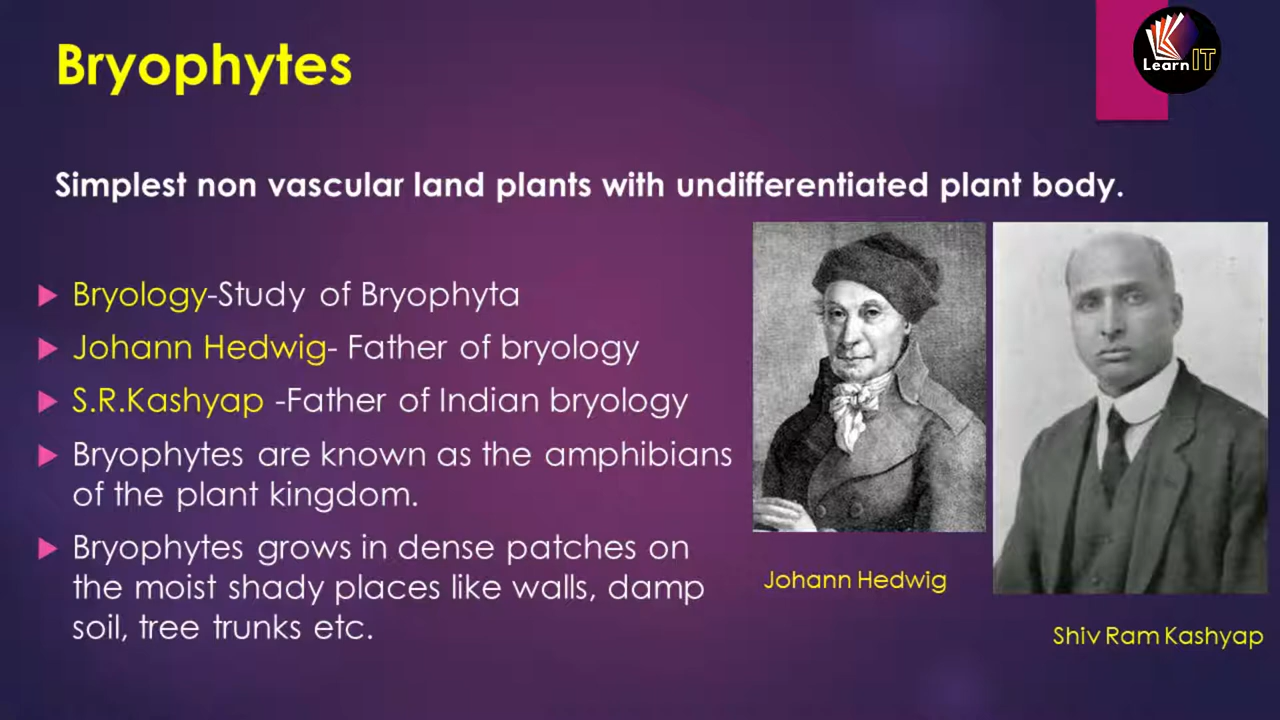 Bryophytes
Learn IT
Simplest non vascular land plants with undifferentiated plant body.
Bryology-Study of Bryophyta
Johann Hedwig- Father of bryology
S.R.Kashyap -Father of Indian bryology
Bryophytes are known as the amphibians
of the plant kingdom.
Bryophytes grows in dense patches on
the moist shady places like walls, damp
soil, tree trunks etc.
Johann Hedwig
Shiv Ram Kashyap